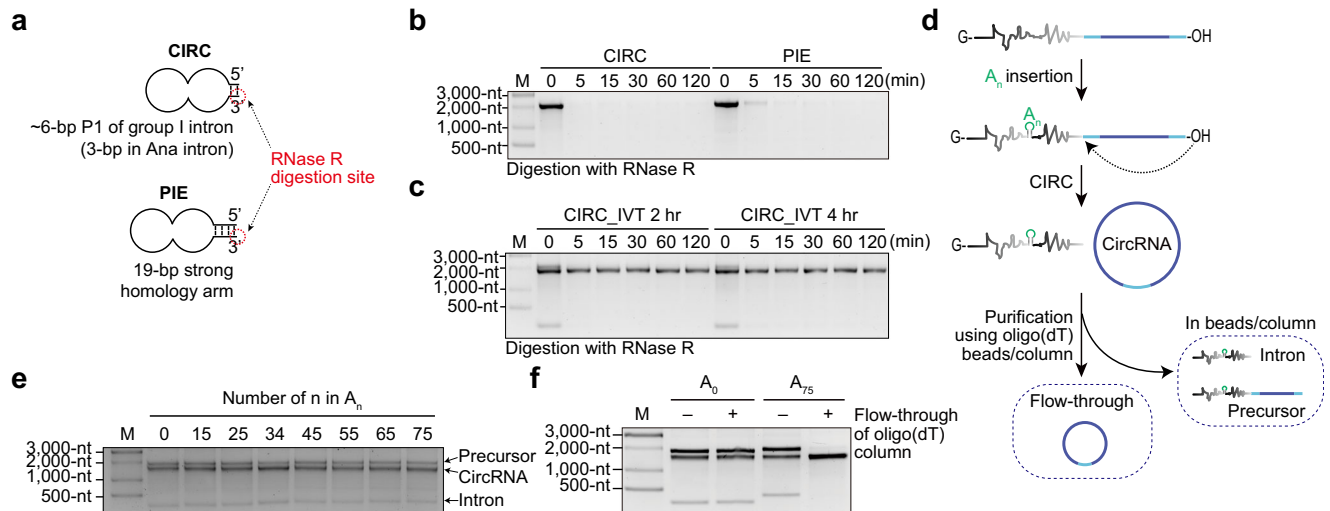 a
CIRC
5'
3'
~6-bp P1 of group I intron
(3-bp in Ana intron)
RNase R
digestion site
PIE
5'
3'
19-bp strong
homology arm
b
CIRC PIE
M 0 5 15 30 60 120 0 5 15 30 60 120 (min)
3,000-nt
2,000-nt
1,000-nt
500-nt
Digestion with RNase R
c
CIRC_IVT 2 hr CIRC_IVT 4 hr
M 0 5 15 30 60 120 0 5 15 30 60 120 (min)
3,000-nt
2,000-nt
1,000-nt
500-nt
Digestion with RNase R
d
G- -OH
An insertion
An
G- -OH
CIRC
G- CircRNA
Purification
using oligo(dT)
beads/column
In beads/column
Intron
Precursor
Flow-through
e
Number of n in An
M 0 15 25 34 45 55 65 75
3,000-nt
2,000-nt
1,000-nt
500-nt
Precursor
CircRNA
Intron
f
A0 A75
M – + – + Flow-through
of oligo(dT)
column
3,000-nt
2,000-nt
1,000-nt
500-nt